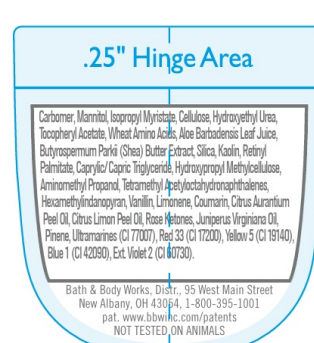 .25" Hinge Area
Carbomer, Mannitol, Isopropyl Myristate, Cellulose, Hydroxyethyl Urea,
Tocopheryl Acetate, Wheat Amino Acids, Aloe Barbadensis Leaf Juice,
Butyrospermum Parkii (Shea) Butter Extract, Silica, Kaolin, Retinyl
Palmitate, Caprylic/ Capric Triglyceride, Hydroxypropyl Methylcellulose,
Aminomethyl Propanol, Tetramethyl Acetyloctahydronaphthalenes,
Hexamethylindanopyran, Vanillin, Limonene, Coumarin, Citrus Aurantium
Peel Oil, Citrus Limon Peel Oil, Rose Ketones, Juniperus Virginiana Oil,
Pinene, Ultramarines (CI 77007), Red 33 (CI 17200), Yellow 5 (CI 19140),
Blue 1 (CI 42090), Ext. Violet 2 (CI 60730).
Bath & Body Works, Distr., 95 West Main Street
New Albany, OH 43054, 1-800-395-1001
pat. www.bbwinc.com/patents
NOT TESTED ON ANIMALS